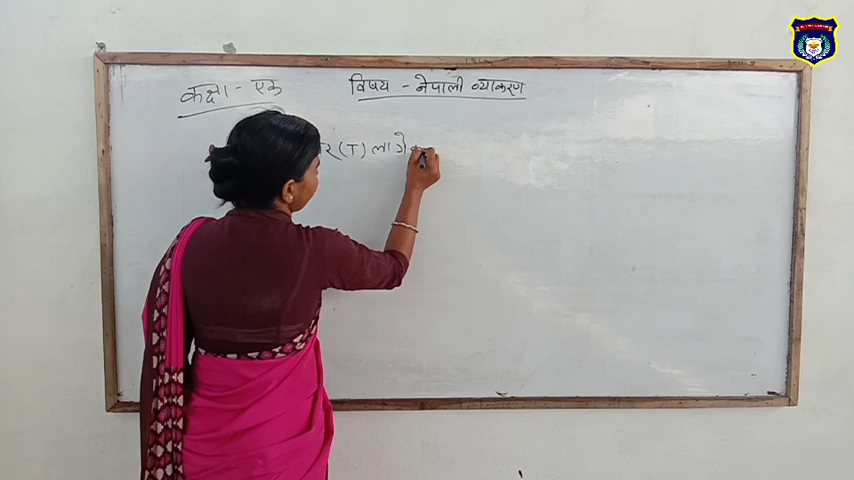 कक्षा - एक
विषय - नेपाली व्याकरण
र (ा) लागे